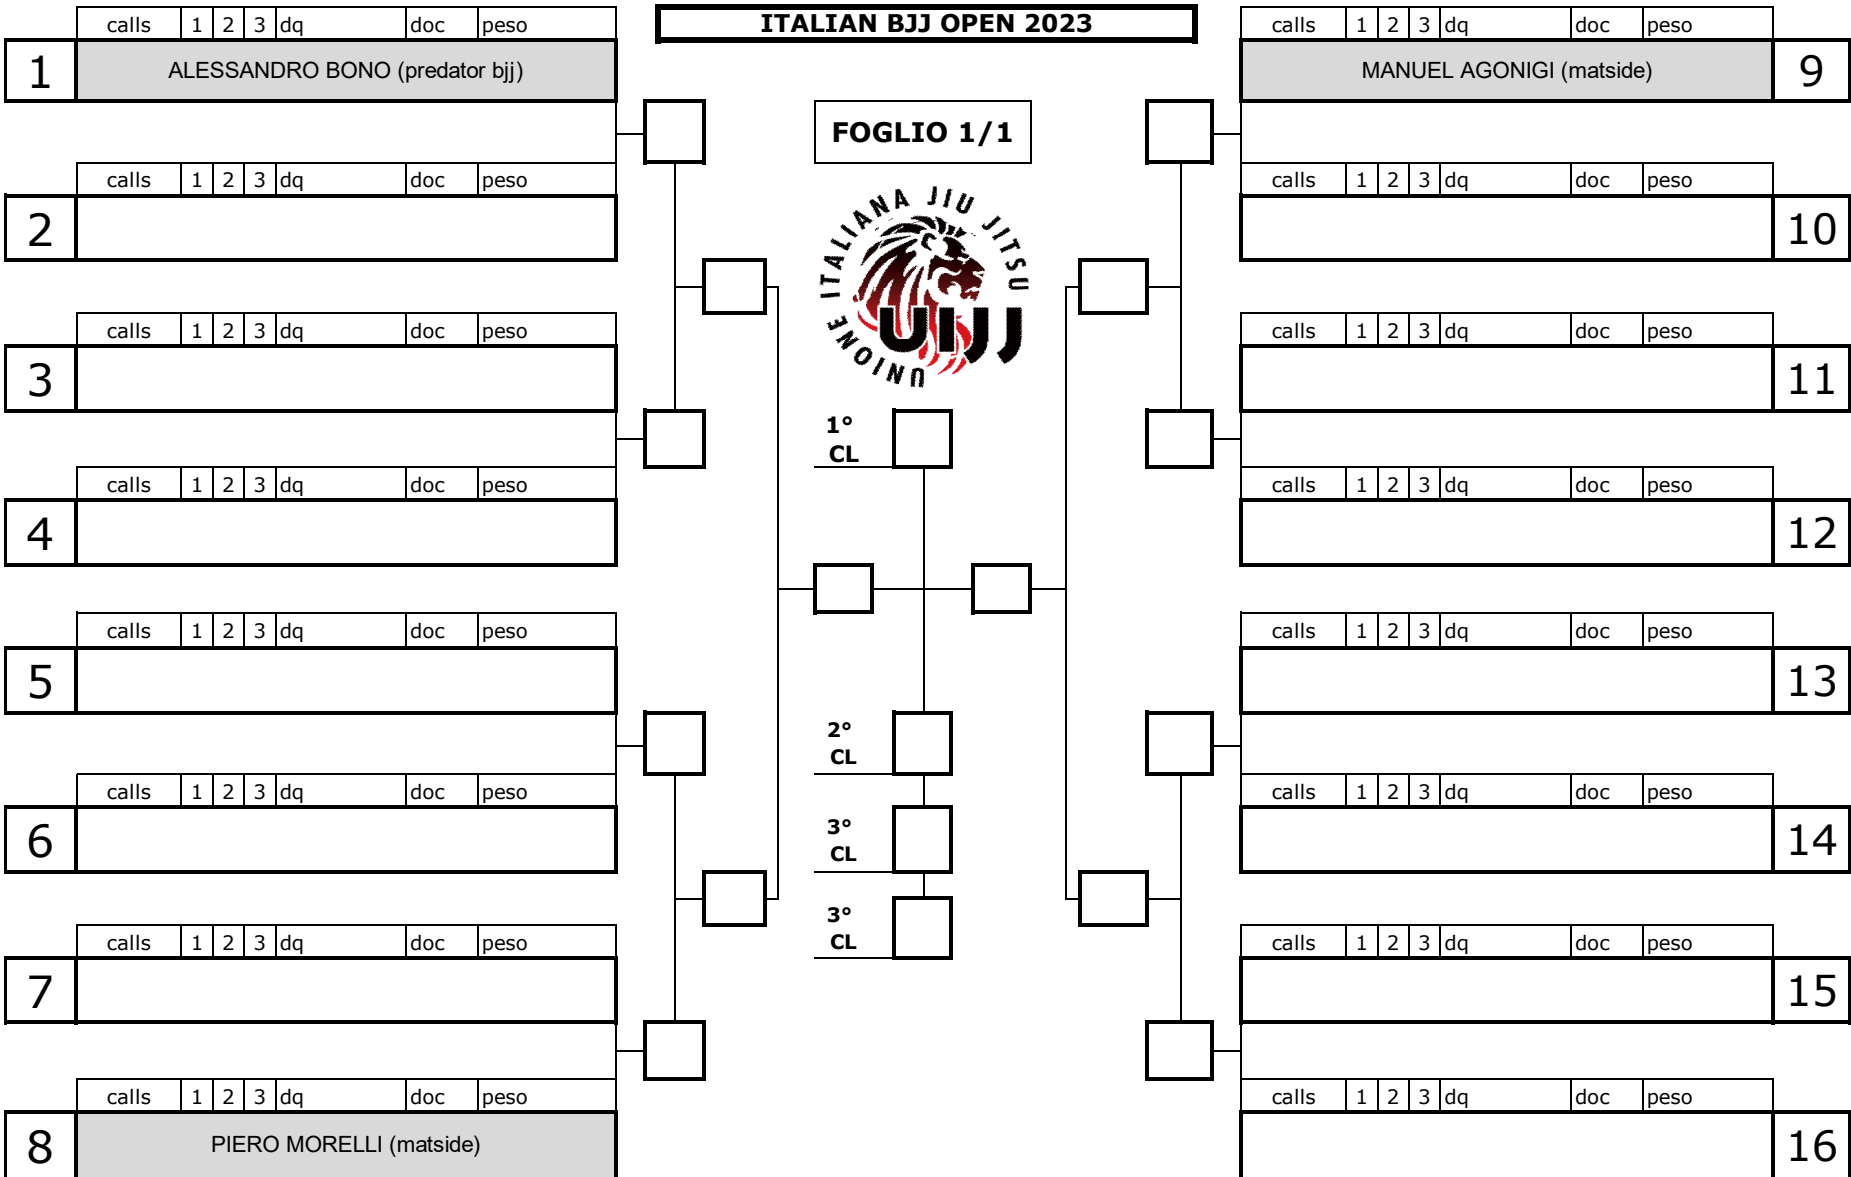 ITALIAN BJJ OPEN 2023
calls 1 2 3 dq doc peso
1 ALESSANDRO BONO (predator bjj)
calls 1 2 3 dq doc peso
2
calls 1 2 3 dq doc peso
3
calls 1 2 3 dq doc peso
4
calls 1 2 3 dq doc peso
5
calls 1 2 3 dq doc peso
6
calls 1 2 3 dq doc peso
7
calls 1 2 3 dq doc peso
8 PIERO MORELLI (matside)
FOGLIO 1/1
UNIONE ITALIANA JIU JITSU
UIJJ
1°
CL
2°
CL
3°
CL
3°
CL
calls 1 2 3 dq doc peso
MANUEL AGONIGI (matside) 9
calls 1 2 3 dq doc peso
10
calls 1 2 3 dq doc peso
11
calls 1 2 3 dq doc peso
12
calls 1 2 3 dq doc peso
13
calls 1 2 3 dq doc peso
14
calls 1 2 3 dq doc peso
15
calls 1 2 3 dq doc peso
16